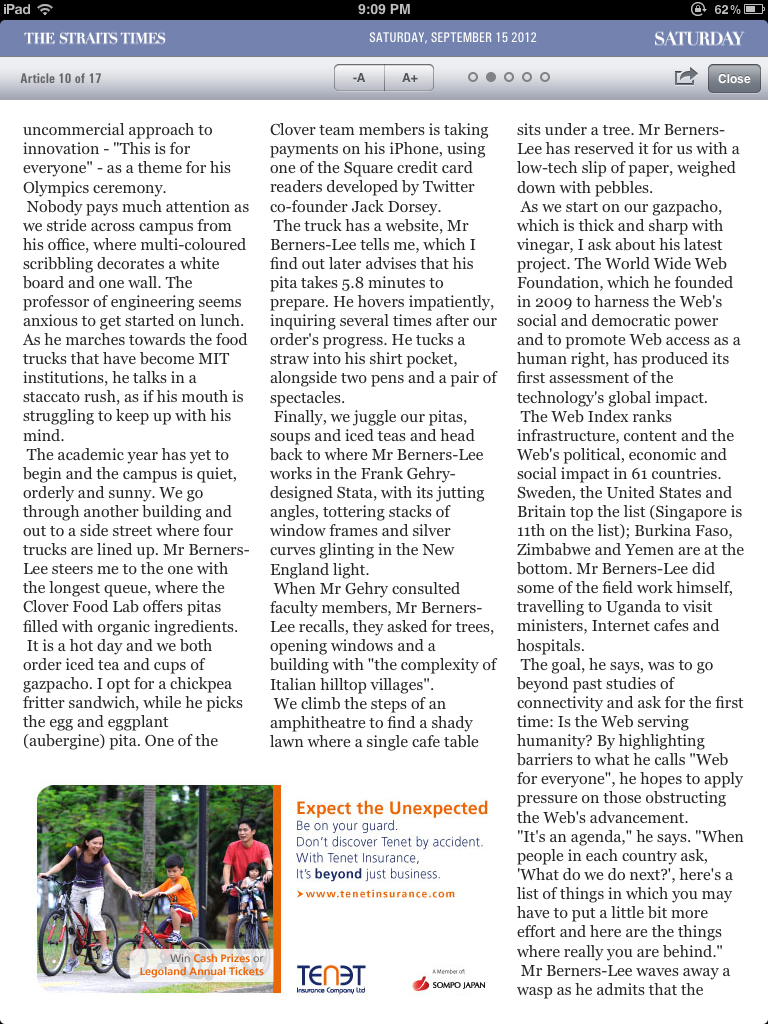 iPad
9:09 PM
62%
THE STRAITS TIMES
SATURDAY, SEPTEMBER 15 2012
SATURDAY
Article 10 of 17
-A
A+
Close
uncommercial approach to
innovation - "This is for
everyone" - as a theme for his
Olympics ceremony.
Nobody pays much attention as
we stride across campus from
his office, where multi-coloured
scribbling decorates a white
board and one wall. The
professor of engineering seems
anxious to get started on lunch.
As he marches towards the food
trucks that have become MIT
institutions, he talks in a
staccato rush, as if his mouth is
struggling to keep up with his
mind.
The academic year has yet to
begin and the campus is quiet,
orderly and sunny. We go
through another building and
out to a side street where four
trucks are lined up. Mr Berners-
Lee steers me to the one with
the longest queue, where the
Clover Food Lab offers pitas
filled with organic ingredients.
It is a hot day and we both
order iced tea and cups of
gazpacho. I opt for a chickpea
fritter sandwich, while he picks
the egg and eggplant
(aubergine) pita. One of the
Clover team members is taking
payments on his iPhone, using
one of the Square credit card
readers developed by Twitter
co-founder Jack Dorsey.
The truck has a website, Mr
Berners-Lee tells me, which I
find out later advises that his
pita takes 5.8 minutes to
prepare. He hovers impatiently,
inquiring several times after our
order's progress. He tucks a
straw into his shirt pocket,
alongside two pens and a pair of
spectacles.
Finally, we juggle our pitas,
soups and iced teas and head
back to where Mr Berners-Lee
works in the Frank Gehry-
designed Stata, with its jutting
angles, tottering stacks of
window frames and silver
curves glinting in the New
England light.
When Mr Gehry consulted
faculty members, Mr Berners-
Lee recalls, they asked for trees,
opening windows and a
building with "the complexity of
Italian hilltop villages".
We climb the steps of an
amphitheatre to find a shady
lawn where a single cafe table
sits under a tree. Mr Berners-
Lee has reserved it for us with a
low-tech slip of paper, weighed
down with pebbles.
As we start on our gazpacho,
which is thick and sharp with
vinegar, I ask about his latest
project. The World Wide Web
Foundation, which he founded
in 2009 to harness the Web's
social and democratic power
and to promote Web access as a
human right, has produced its
first assessment of the
technology's global impact.
The Web Index ranks
infrastructure, content and the
Web's political, economic and
social impact in 61 countries.
Sweden, the United States and
Britain top the list (Singapore is
11th on the list); Burkina Faso,
Zimbabwe and Yemen are at the
bottom. Mr Berners-Lee did
some of the field work himself,
travelling to Uganda to visit
ministers, Internet cafes and
hospitals.
The goal, he says, was to go
beyond past studies of
connectivity and ask for the first
time: Is the Web serving
humanity? By highlighting
barriers to what he calls "Web
for everyone", he hopes to apply
pressure on those obstructing
the Web's advancement.
"It's an agenda," he says. "When
people in each country ask,
'What do we do next?', here's a
list of things in which you may
have to put a little bit more
effort and here are the things
where really you are behind."
Mr Berners-Lee waves away a
wasp as he admits that the
Expect the Unexpected
Be on your guard.
Don't discover Tenet by accident.
With Tenet Insurance,
It's beyond just business.
➤www.tenetinsurance.com
Win Cash Prizes or
Legoland Annual Tickets
TENET
Insurance Company Ltd
A Member of:
SOMPO JAPAN